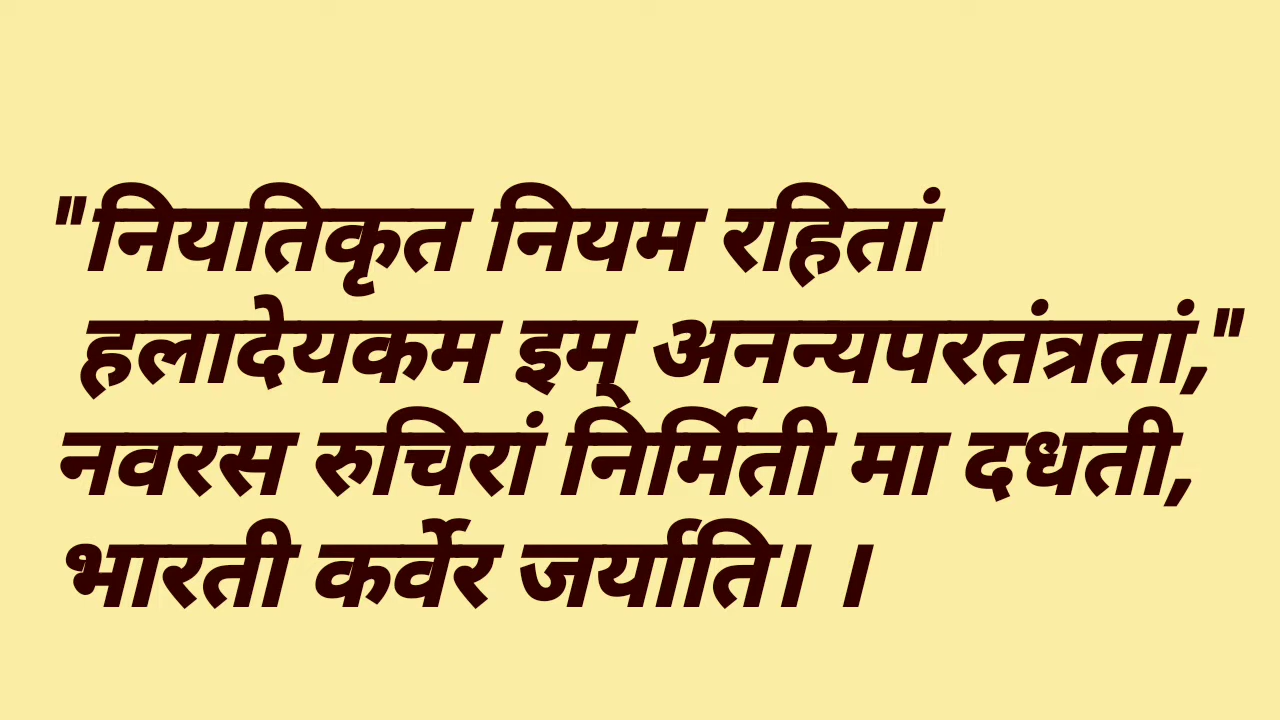 "नियतिकृत नियम रहितां
हलादेयकम इम् अनन्यपरतंत्रतां,"
नवरस रुचिरां निर्मिती मा दधती,
भारती कर्वेर जर्याति। ।